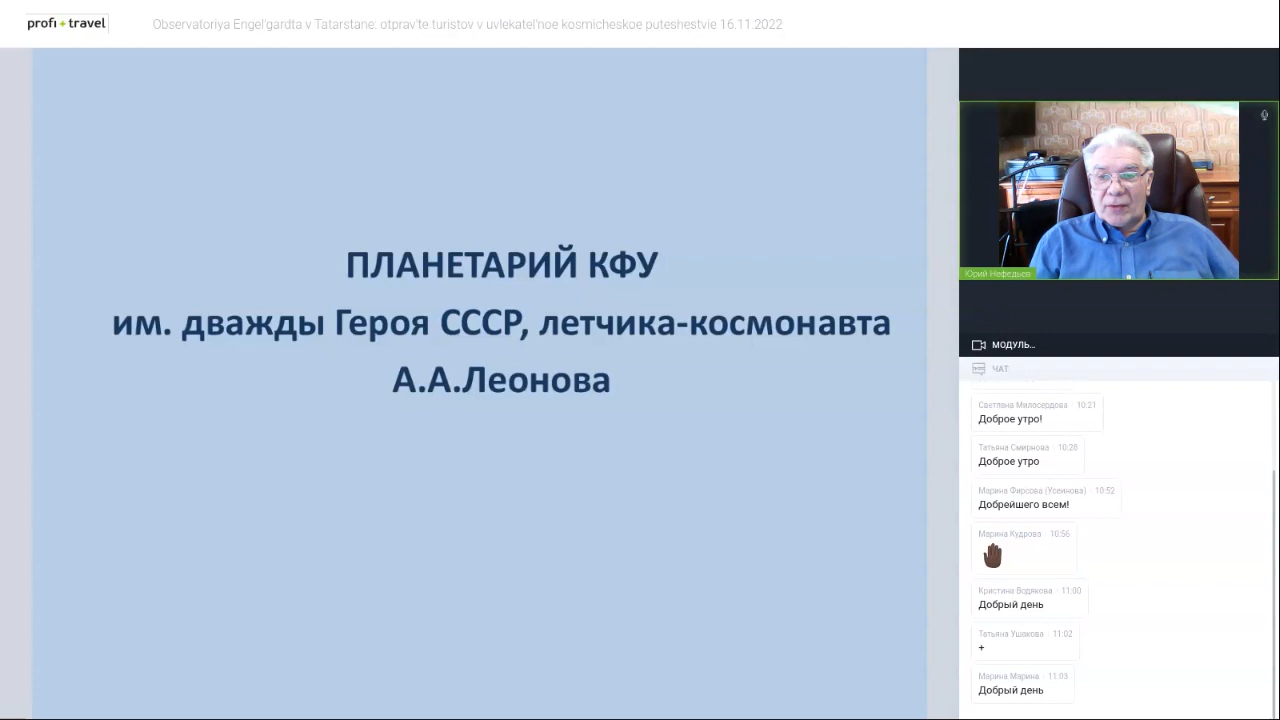 profi travel
Observatoriya Engel'gardta v Tatarstane: otprav'te turistov v uvlekatel'noe kosmicheskoe puteshestvie 16.11.2022
ПЛАНЕТАРИЙ КФУ
им. дважды Героя СССР, летчика-космонавта
А.А.Леонова
Юрий Нефедьев
МОДУЛЬ...
ЧАТ
Светлана Милосердова · 10:21
Доброе утро!
Татьяна Смирнова · 10:28
Доброе утро
Марина Фирсова (Усеинова) · 10:52
Добрейшего всем!
Марина Кудрова · 10:56
Кристина Водякова · 11:00
Добрый день
Татьяна Ушакова · 11:02
+
Марина Марина · 11:03
Добрый день